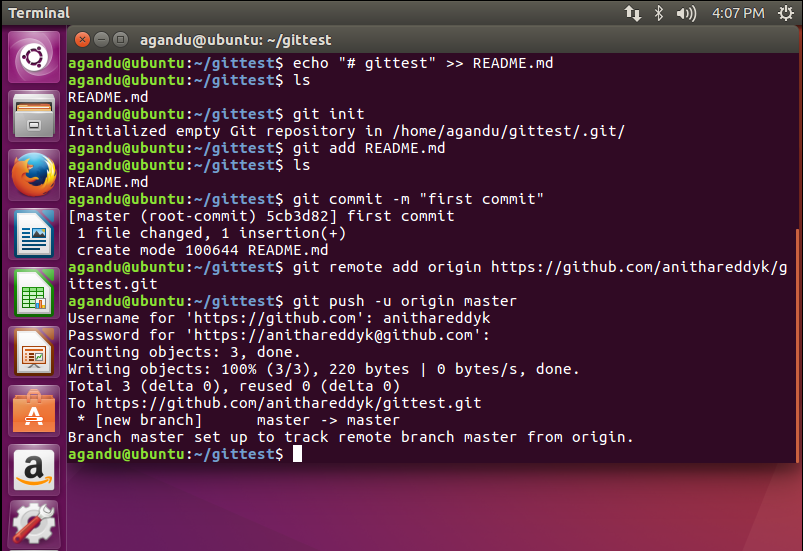 Terminal
4:07 PM
agandu@ubuntu: ~/gittest
agandu@ubuntu:~/gittest$ echo "# gittest" >> README.md
agandu@ubuntu:~/gittest$ ls
README.md
agandu@ubuntu:~/gittest$ git init
Initialized empty Git repository in /home/agandu/gittest/.git/
agandu@ubuntu:~/gittest$ git add README.md
agandu@ubuntu:~/gittest$ ls
README.md
agandu@ubuntu:~/gittest$ git commit -m "first commit"
[master (root-commit) 5cb3d82] first commit
 1 file changed, 1 insertion(+)
 create mode 100644 README.md
agandu@ubuntu:~/gittest$ git remote add origin https://github.com/anithareddyk/g
ittest.git
agandu@ubuntu:~/gittest$ git push -u origin master
Username for 'https://github.com': anithareddyk
Password for 'https://anithareddyk@github.com':
Counting objects: 3, done.
Writing objects: 100% (3/3), 220 bytes | 0 bytes/s, done.
Total 3 (delta 0), reused 0 (delta 0)
To https://github.com/anithareddyk/gittest.git
 * [new branch]      master -> master
Branch master set up to track remote branch master from origin.
agandu@ubuntu:~/gittest$